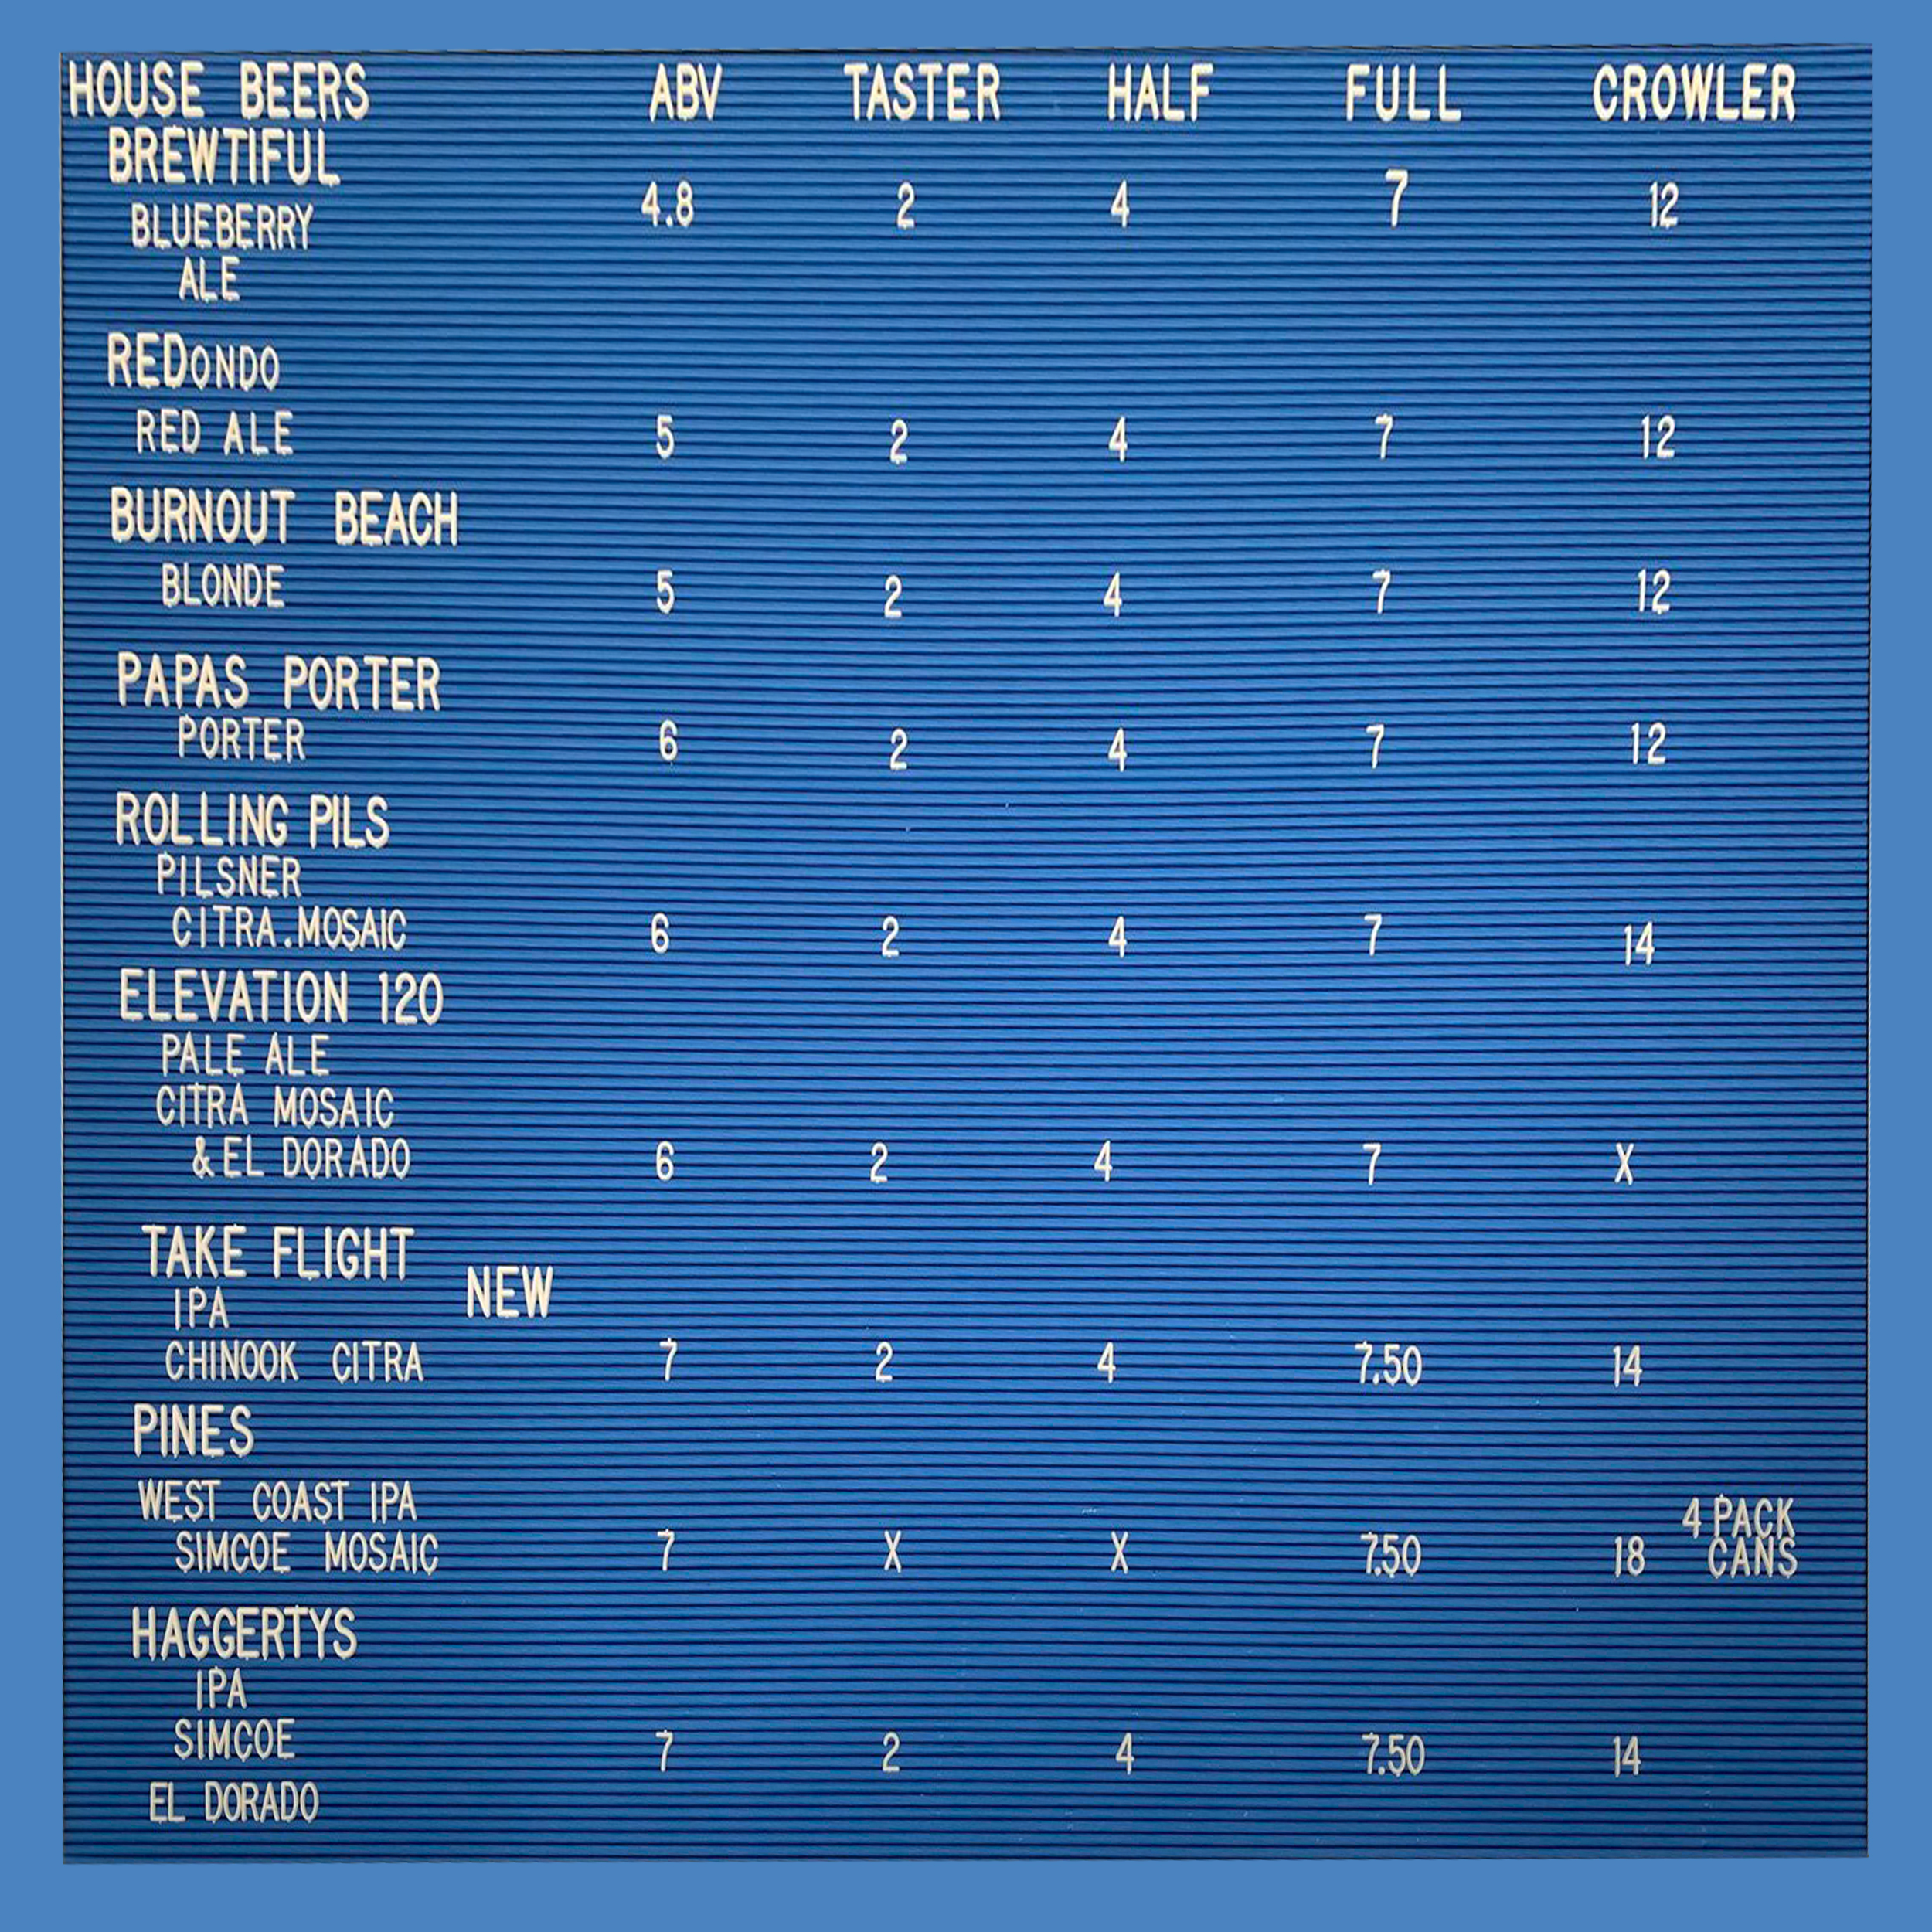 HOUSE BEERS ABV TASTER HALF FULL CROWLER
BREWTIFUL
4.8 2 4 7 12
BLUEBERRY
ALE
REDONDO
RED ALE 5 2 4 7 12
BURNOUT BEACH
BLONDE 5 2 4 7 12
PAPAS PORTER
PORTER 6 2 4 7 12
ROLLING PILS
PILSNER
CITRA.MOSAIC 6 2 4 7 14
ELEVATION 120
PALE ALE
CITRA MOSAIC
& EL DORADO 6 2 4 7 X
TAKE FLIGHT
NEW
IPA
CHINOOK CITRA 7 2 4 7.50 14
PINES
WEST COAST IPA 4 PACK
SIMCOE MOSAIC 7 X X 7.50 18 CANS
HAGGERTYS
IPA
SIMCOE 7 2 4 7.50 14
EL DORADO